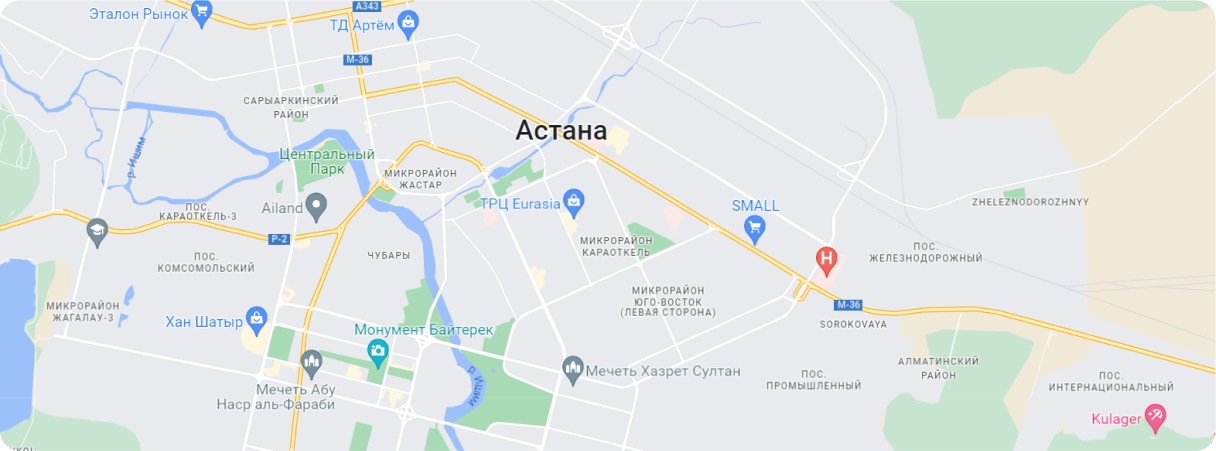 A343
Эталон Рынок
ТД Артём
M-36
САРЫАРКИНСКИЙ
РАЙОН
Астана
р. Ишим
Центральный
Парк
МИКРОРАЙОН
ЖАСТАР
ПОС.
КАРАОТКЕЛЬ-3
Ailand
ТРЦ Eurasia
SMALL
ZHELEZNODOROZHNYY
P-2
МИКРОРАЙОН
КАРАОТКЕЛЬ
ПОС.
ЖЕЛЕЗНОДОРОЖНЫЙ
ПОС.
КОМСОМОЛЬСКИЙ
ЧУБАРЫ
H
МИКРОРАЙОН
ЖАГАЛАУ-3
МИКРОРАЙОН
ЮГО-ВОСТОК
(ЛЕВАЯ СТОРОНА)
M-36
Хан Шатыр
Монумент Байтерек
SOROKOVAYA
АЛМАТИНСКИЙ
РАЙОН
Мечеть Хазрет Султан
ПОС.
ПРОМЫШЛЕННЫЙ
ПОС.
ИНТЕРНАЦИОНАЛЬНЫЙ
р. Ишим
Мечеть Абу
Наср аль-Фараби
Kulager